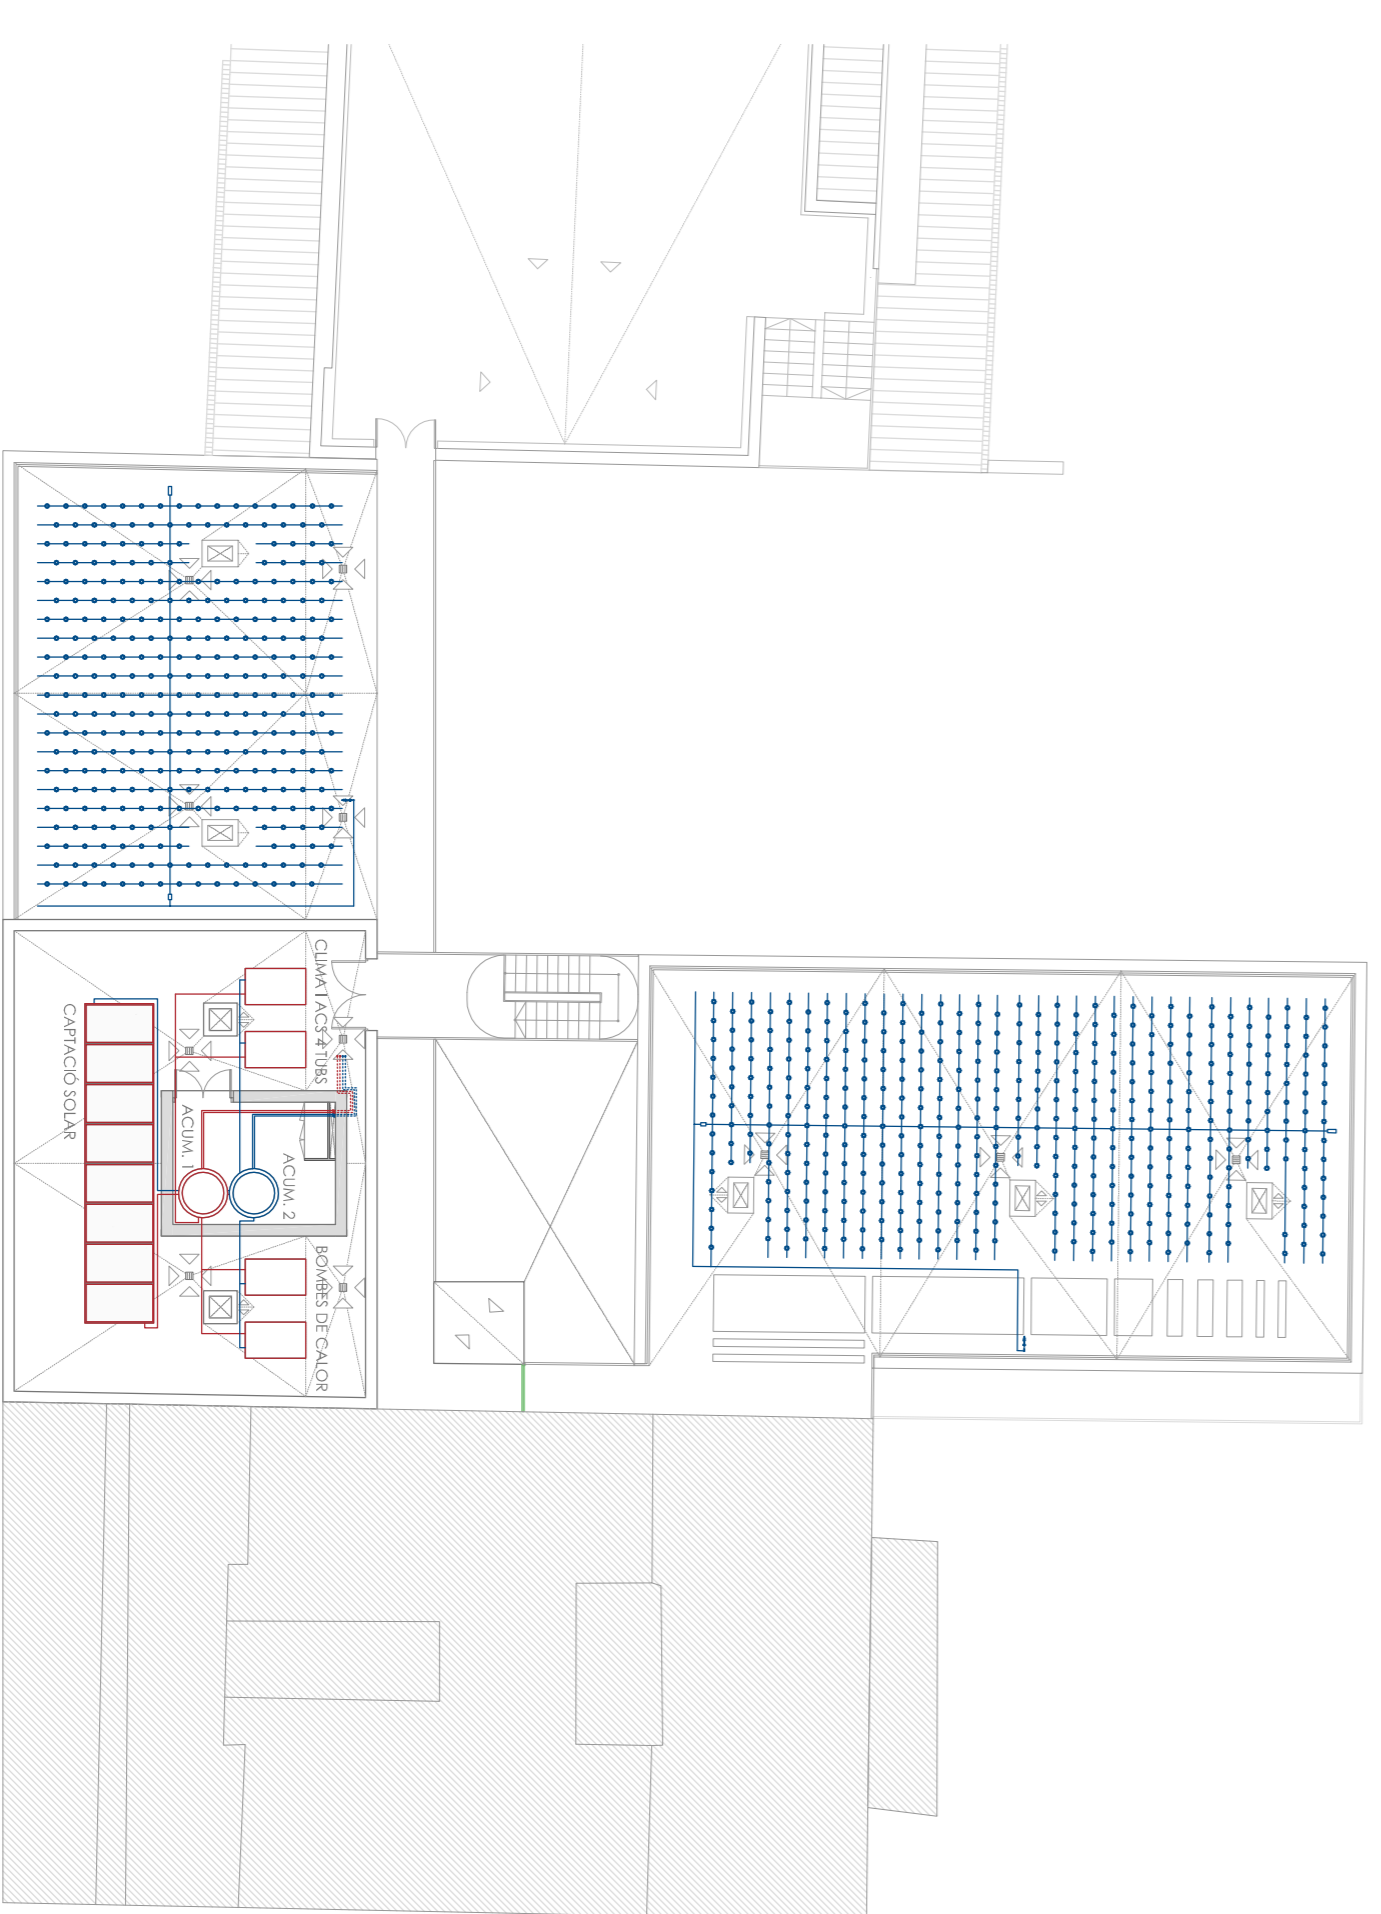 CLIMA I ACS 4 TUBS
CAPTACIÓ SOLAR
ACUM. 1
ACUM. 2
BOMBES DE CALOR